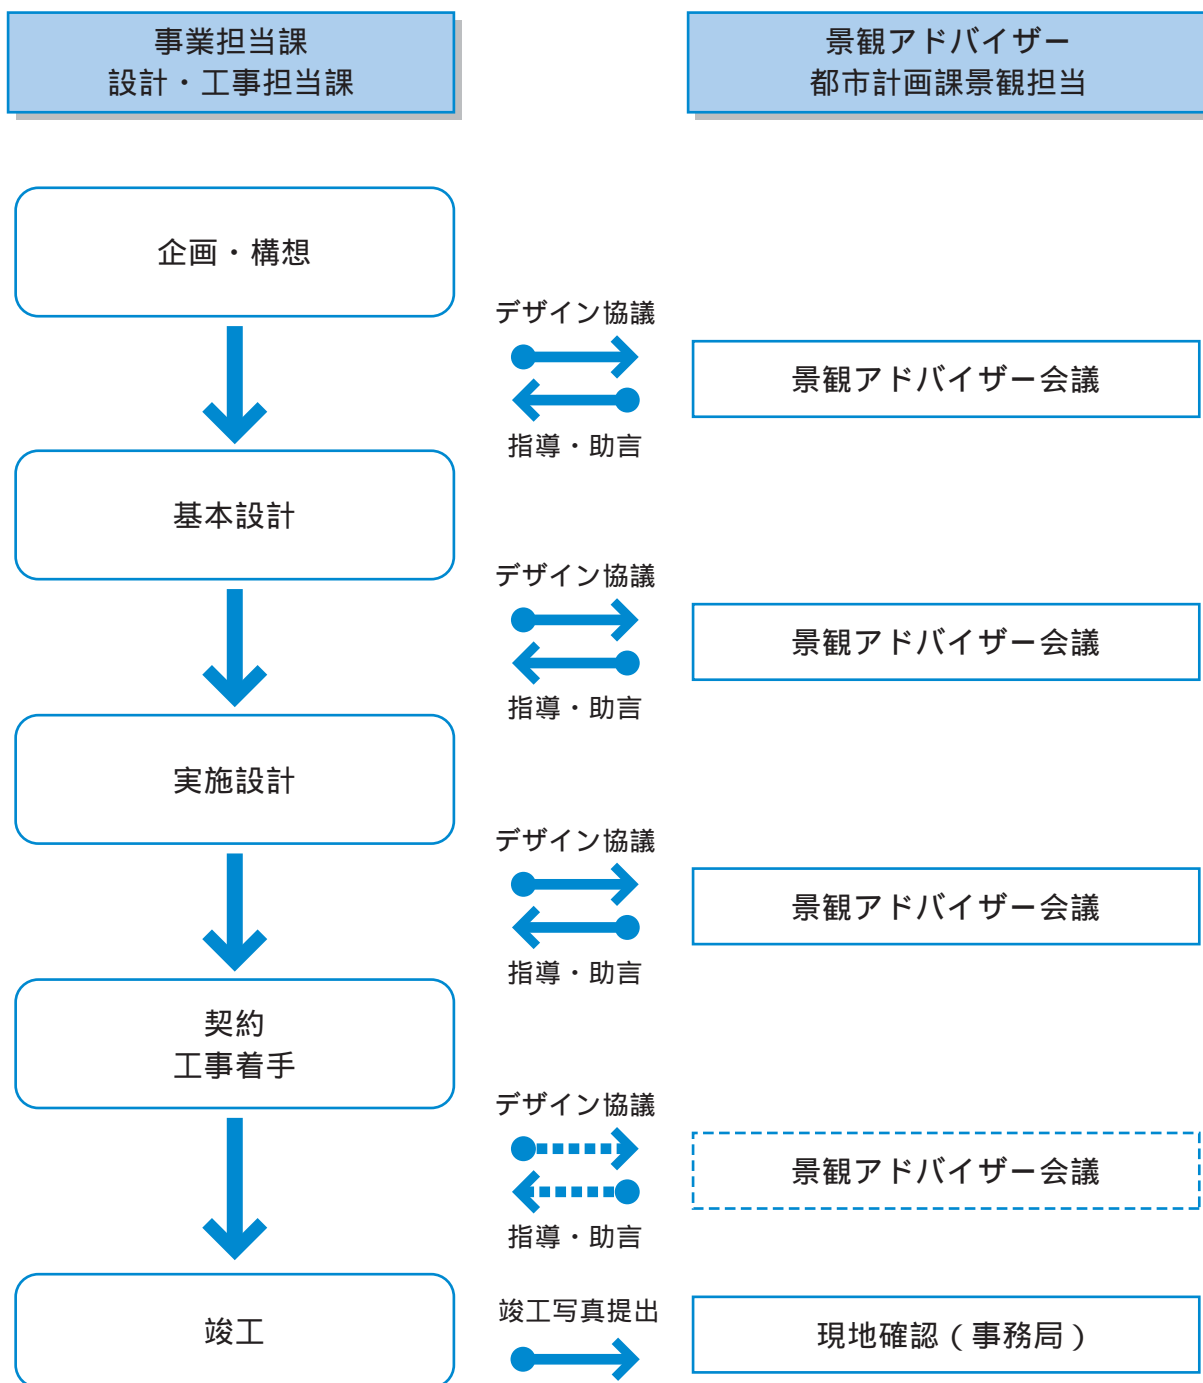 事業担当課
設計・工事担当課
景観アドバイザー
都市計画課景観担当
企画・構想
デザイン協議
景観アドバイザー会議
指導・助言
基本設計
デザイン協議
景観アドバイザー会議
指導・助言
実施設計
デザイン協議
景観アドバイザー会議
指導・助言
契約
工事着手
デザイン協議
景観アドバイザー会議
指導・助言
竣工
竣工写真提出
現地確認（事務局）